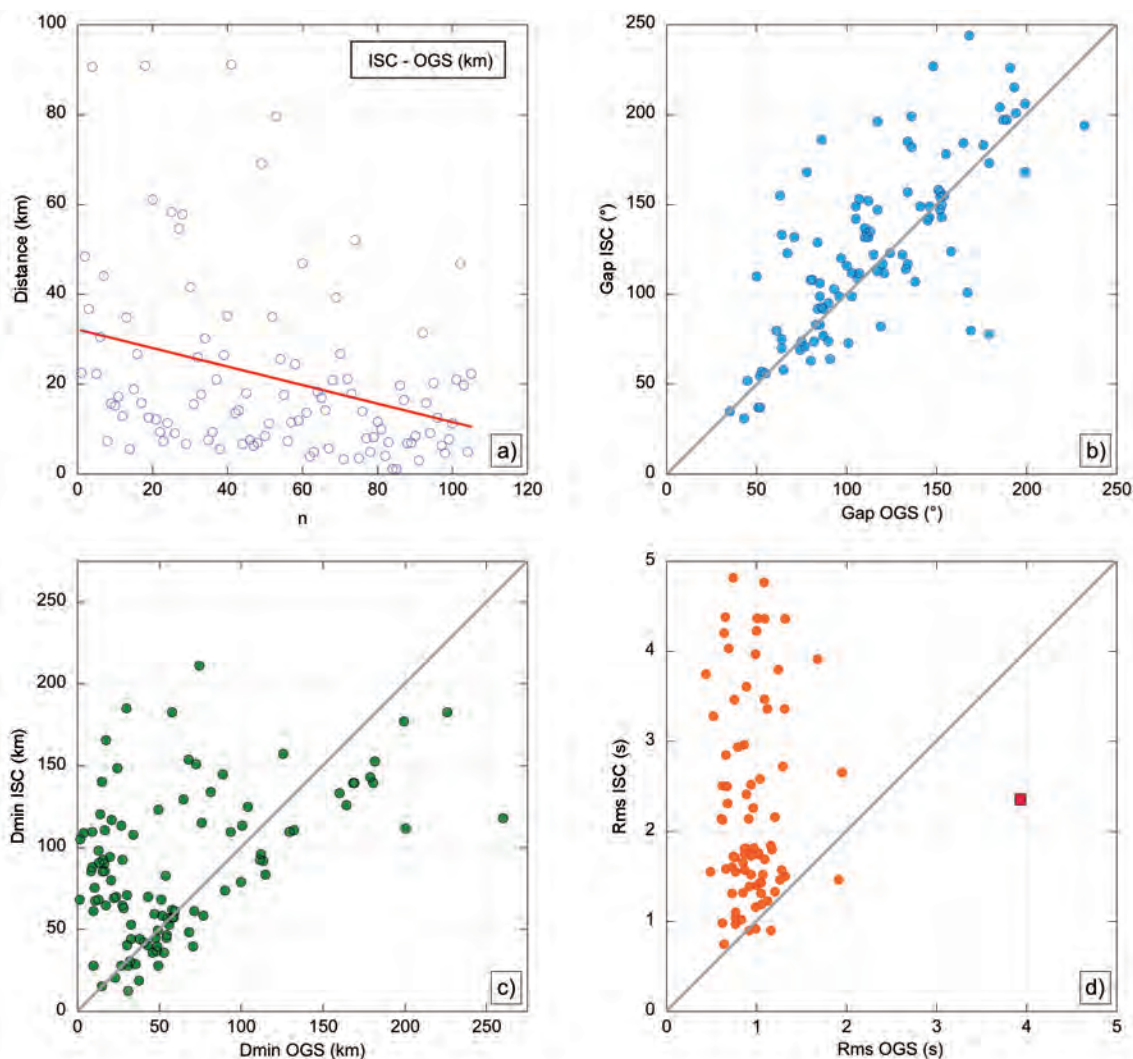 100
80
60
40
20
0
Distance (km)
ISC - OGS (km)
a)
0 20 40 60 80 100 120
n
250
200
150
100
50
0
Gap ISC (°)
b)
0 50 100 150 200 250
Gap OGS (°)
250
200
150
100
50
0
Dmin ISC (km)
c)
0 50 100 150 200 250
Dmin OGS (km)
5
4
3
2
1
0
Rms ISC (s)
d)
0 1 2 3 4 5
Rms OGS (s)